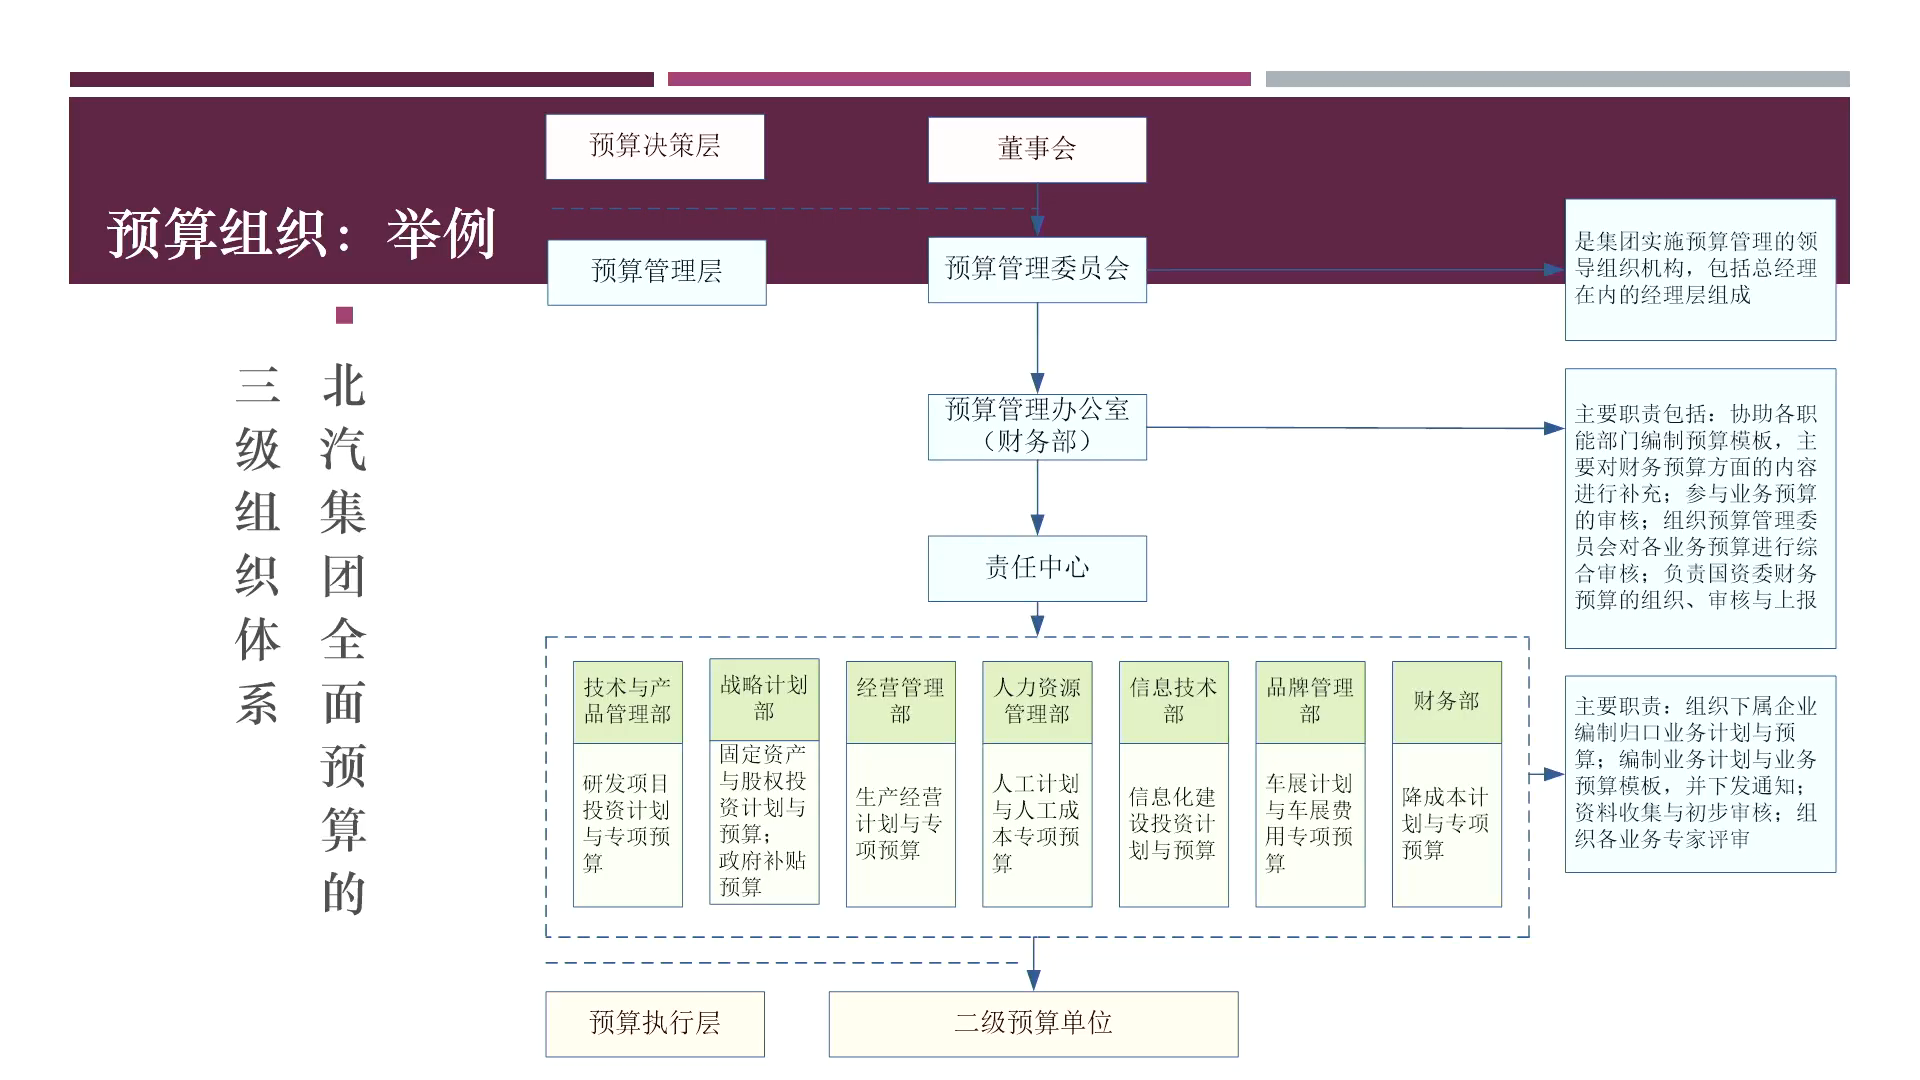 预算组织：举例
北汽集团全面预算的
三级组织体系
预算决策层
董事会
预算管理层
预算管理委员会
是集团实施预算管理的领
导组织机构，包括总经理
在内的经理层组成
预算管理办公室
（财务部）
主要职责包括：协助各职
能部门编制预算模板，主
要对财务预算方面的内容
进行补充；参与业务预算
的审核；组织预算管理委
员会对各业务预算进行综
合审核；负责国资委财务
预算的组织、审核与上报
责任中心
技术与产
品管理部
研发项目
投资计划
与专项预
算
战略计划
部
固定资产
与股权投
资计划与
预算；
政府补贴
预算
经营管理
部
生产经营
计划与专
项预算
人力资源
管理部
人工计划
与人工成
本专项预
算
信息技术
部
信息化建
设投资计
划与预算
品牌管理
部
车展计划
与车展费
用专项预
算
财务部
降成本计
划与专项
预算
主要职责：组织下属企业
编制归口业务计划与预
算；编制业务计划与业务
预算模板，并下发通知；
资料收集与初步审核；组
织各业务专家评审
预算执行层
二级预算单位